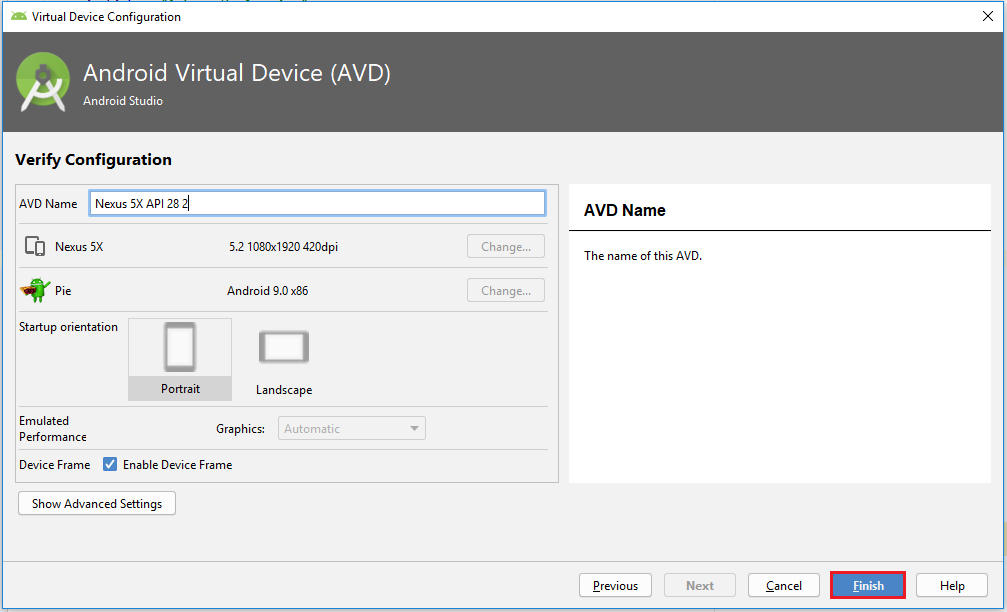 Virtual Device Configuration
Android Virtual Device (AVD)
Android Studio
Verify Configuration
AVD Name
Nexus 5X API 28 2
Nexus 5X
5.2 1080x1920 420dpi
Change...
Pie
Android 9.0 x86
Change...
Startup orientation
Portrait
Landscape
Emulated
Performance
Graphics:
Automatic
Device Frame
Enable Device Frame
Show Advanced Settings
AVD Name
The name of this AVD.
Previous
Next
Cancel
Finish
Help